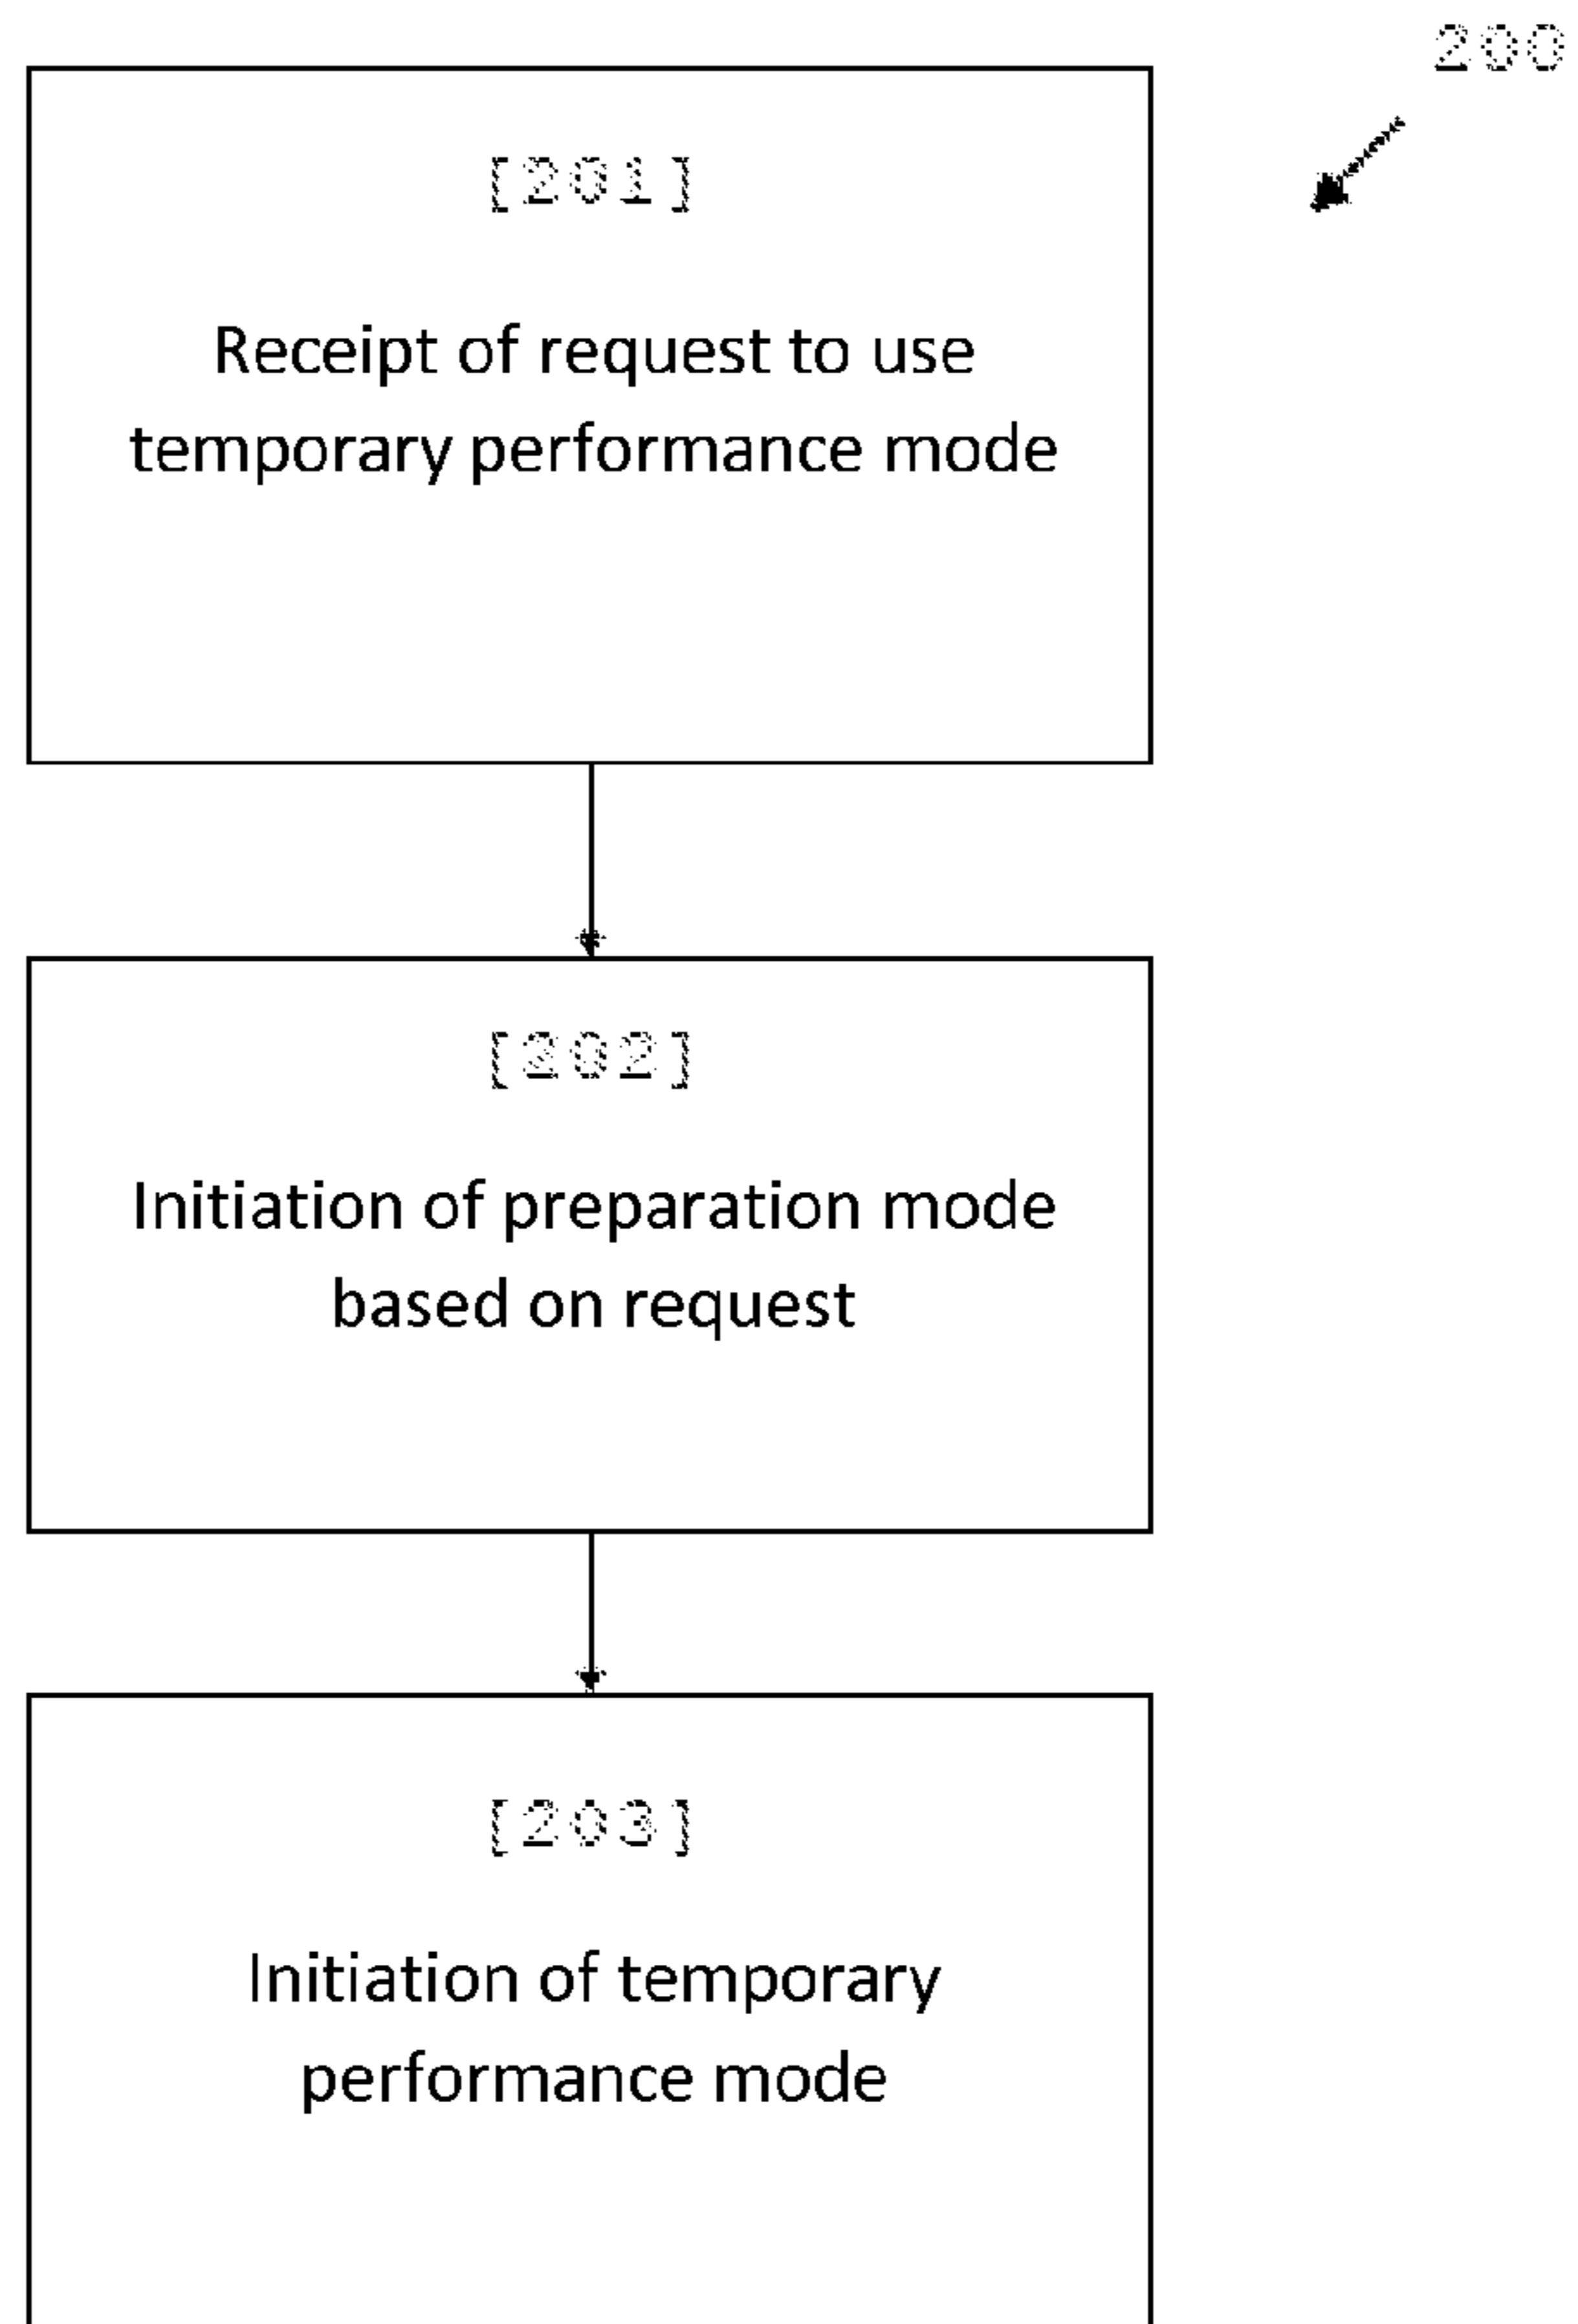 200
[201]
Receipt of request to use
temporary performance mode
[202]
Initiation of preparation mode
based on request
[203]
Initiation of temporary
performance mode